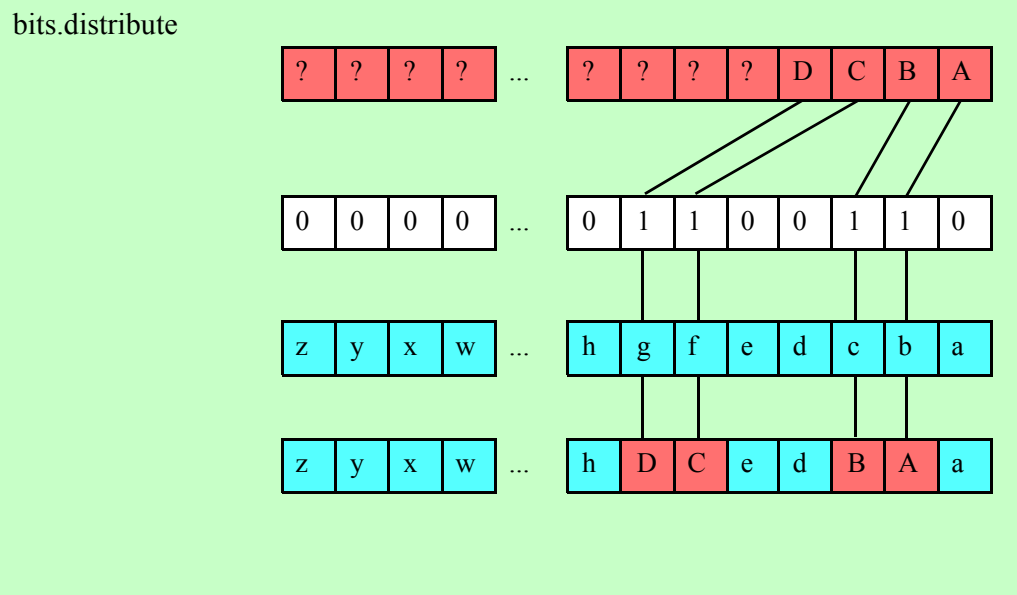 bits.distribute
? ? ? ? ... ? ? ? ? D C B A
0 0 0 0 ... 0 1 1 0 0 1 1 0
z y x w ... h g f e d c b a
z y x w ... h D C e d B A a